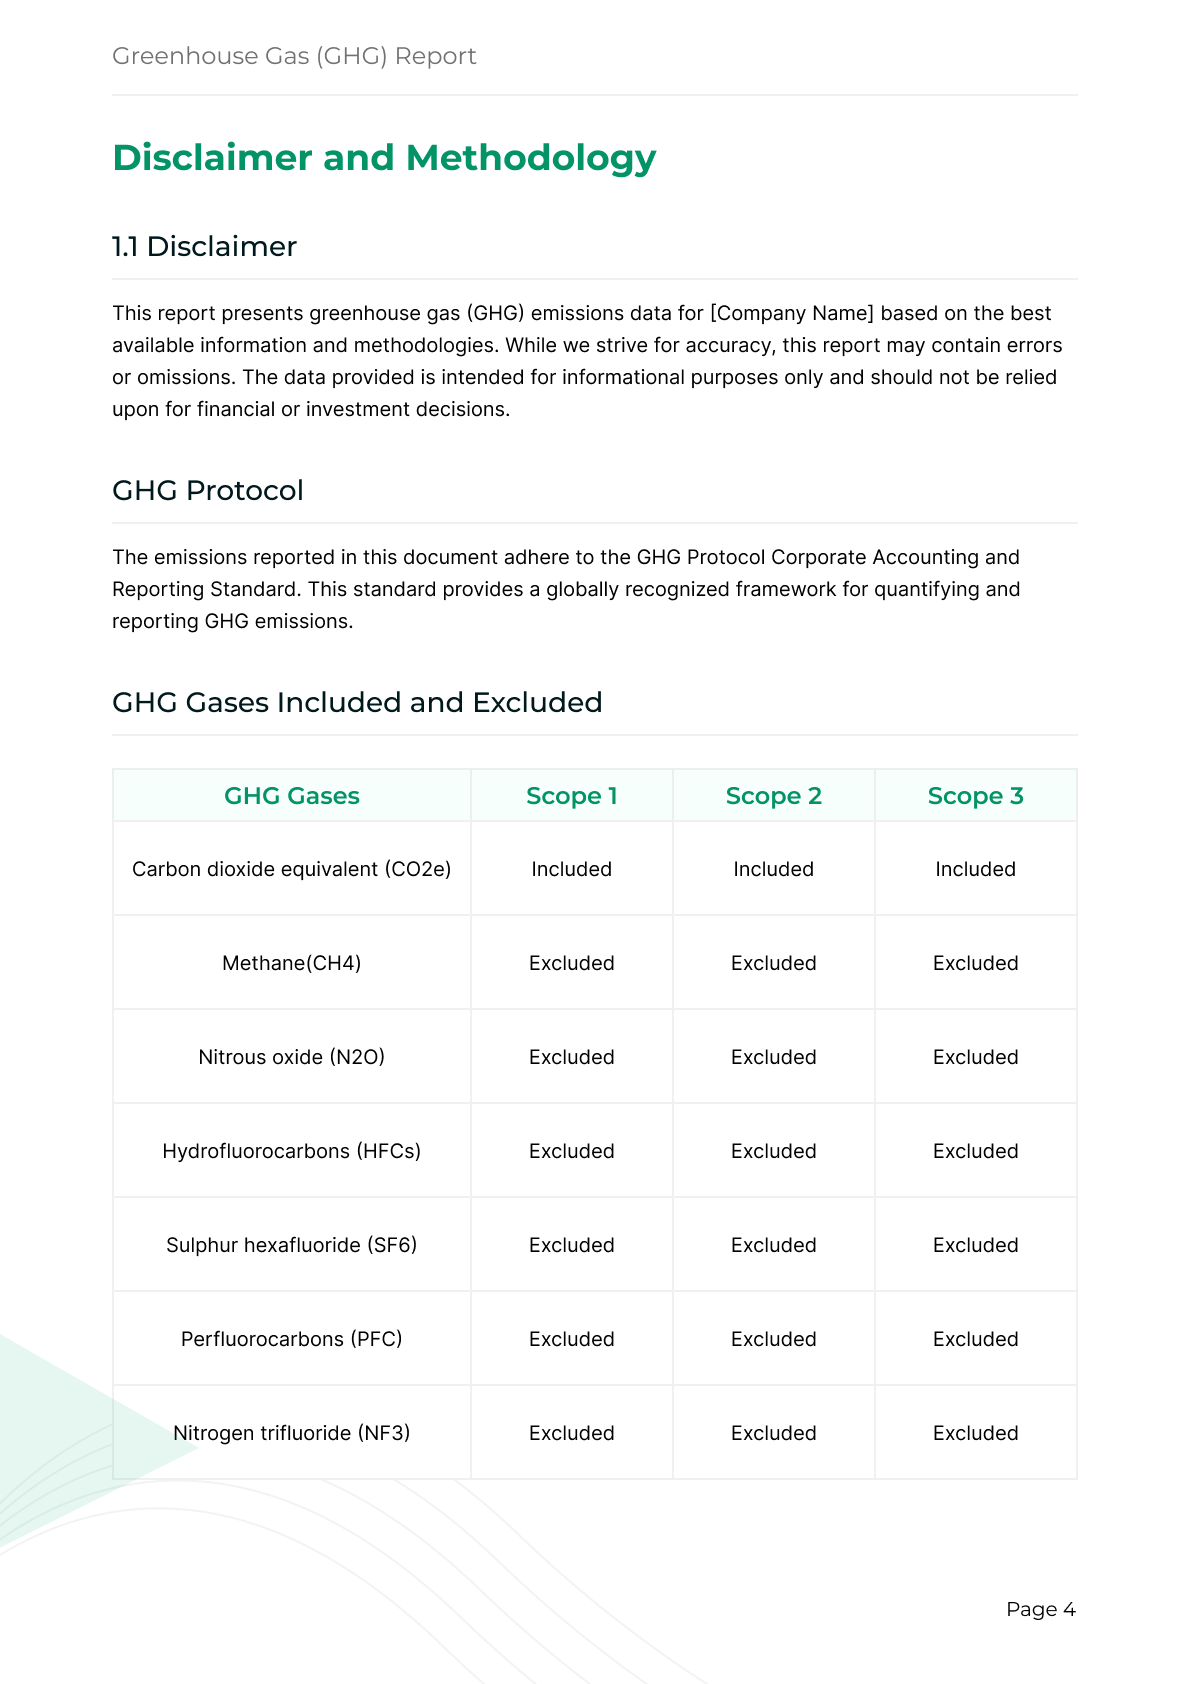 Greenhouse Gas (GHG) Report
Disclaimer and Methodology
1.1 Disclaimer
This report presents greenhouse gas (GHG) emissions data for [Company Name] based on the best
available information and methodologies. While we strive for accuracy, this report may contain errors
or omissions. The data provided is intended for informational purposes only and should not be relied
upon for financial or investment decisions.
GHG Protocol
The emissions reported in this document adhere to the GHG Protocol Corporate Accounting and
Reporting Standard. This standard provides a globally recognized framework for quantifying and
reporting GHG emissions.
GHG Gases Included and Excluded
GHG Gases Scope 1 Scope 2 Scope 3
Carbon dioxide equivalent (CO2e) Included Included Included
Methane(CH4) Excluded Excluded Excluded
Nitrous oxide (N2O) Excluded Excluded Excluded
Hydrofluorocarbons (HFCs) Excluded Excluded Excluded
Sulphur hexafluoride (SF6) Excluded Excluded Excluded
Perfluorocarbons (PFC) Excluded Excluded Excluded
Nitrogen trifluoride (NF3) Excluded Excluded Excluded
Page 4